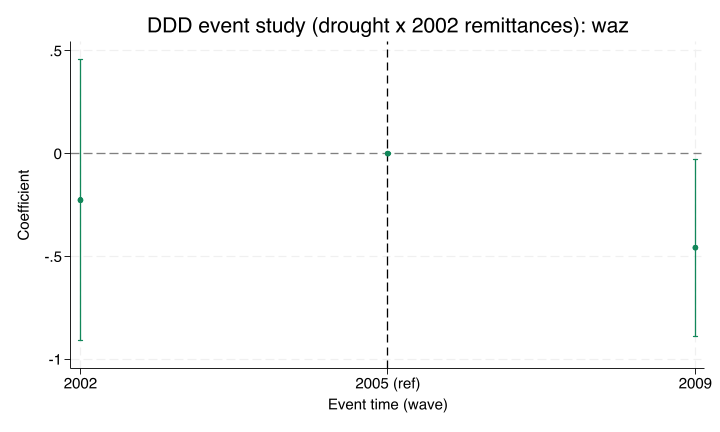 DDD event study (drought x 2002 remittances): waz
.5
0
-.5
-1
Coefficient
2002
2005 (ref)
2009
Event time (wave)